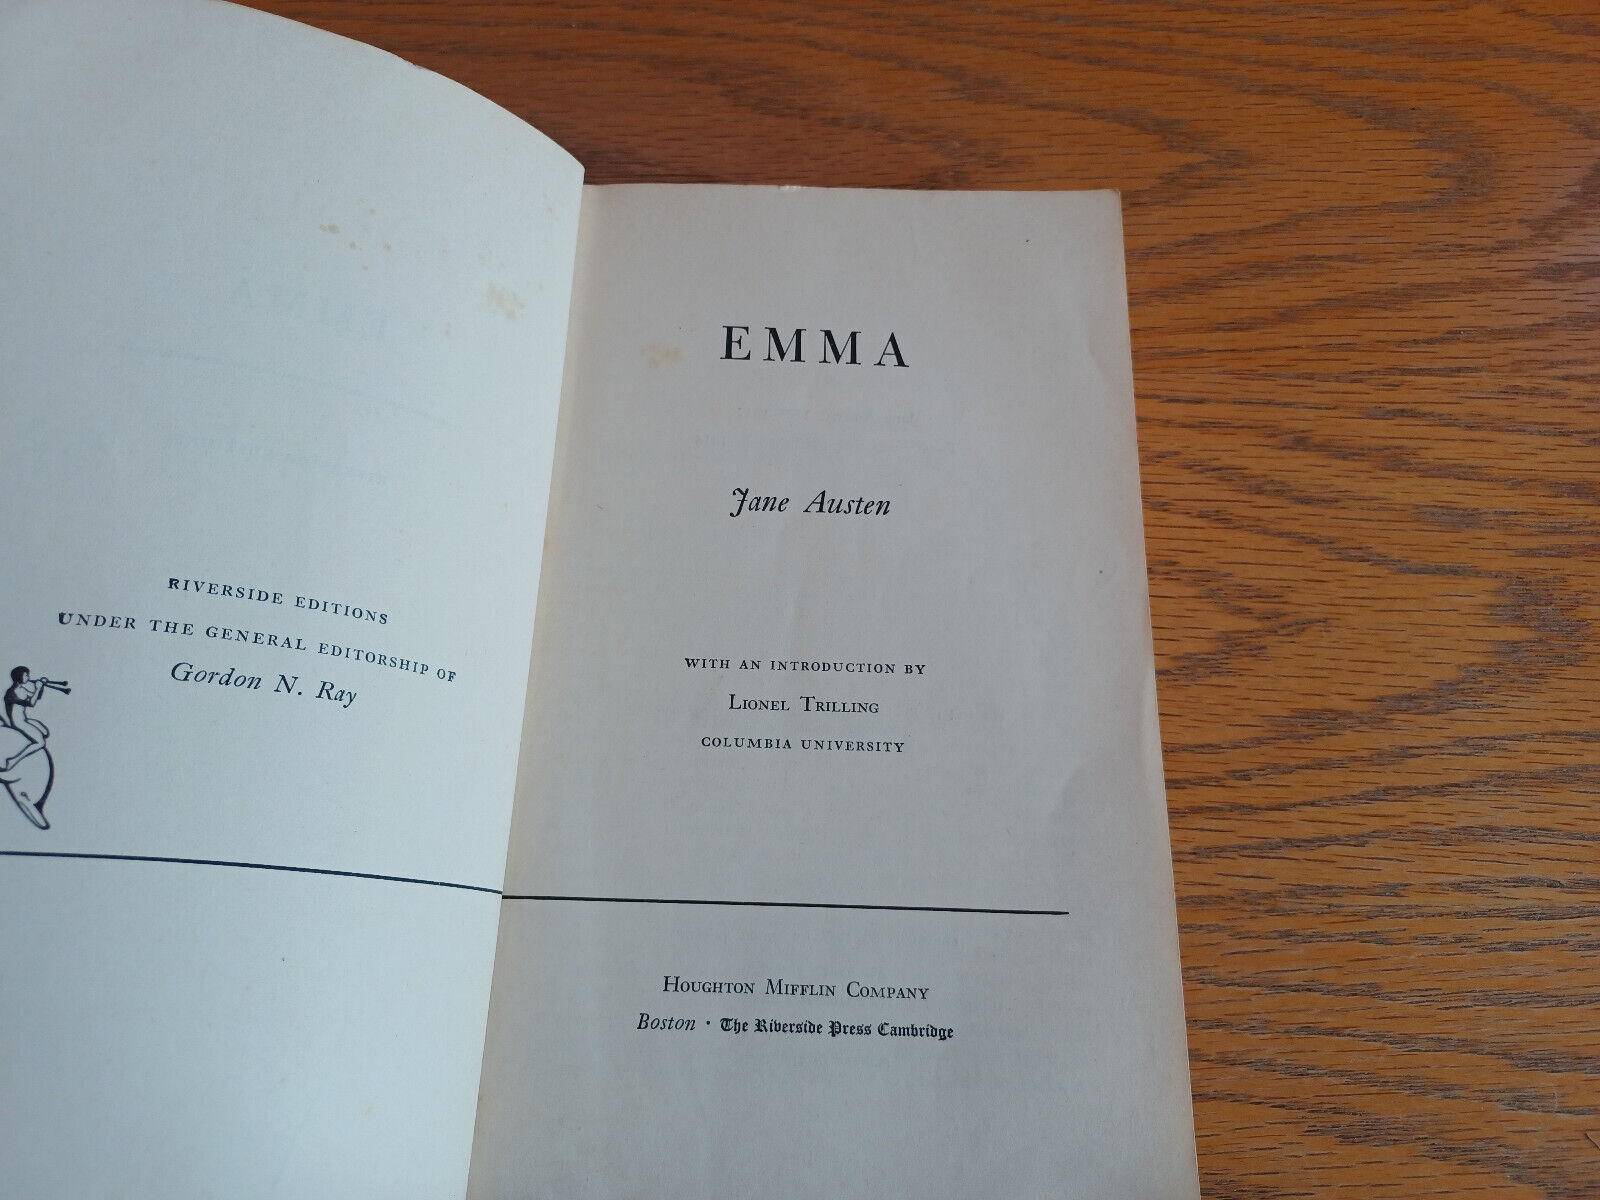 RIVERSIDE EDITIONS
UNDER THE GENERAL EDITORSHIP OF
Gordon N. Ray
EMMA
Jane Austen
WITH AN INTRODUCTION BY
LIONEL TRILLING
COLUMBIA UNIVERSITY
HOUGHTON MIFFLIN COMPANY
Boston · The Riverside Press Cambridge